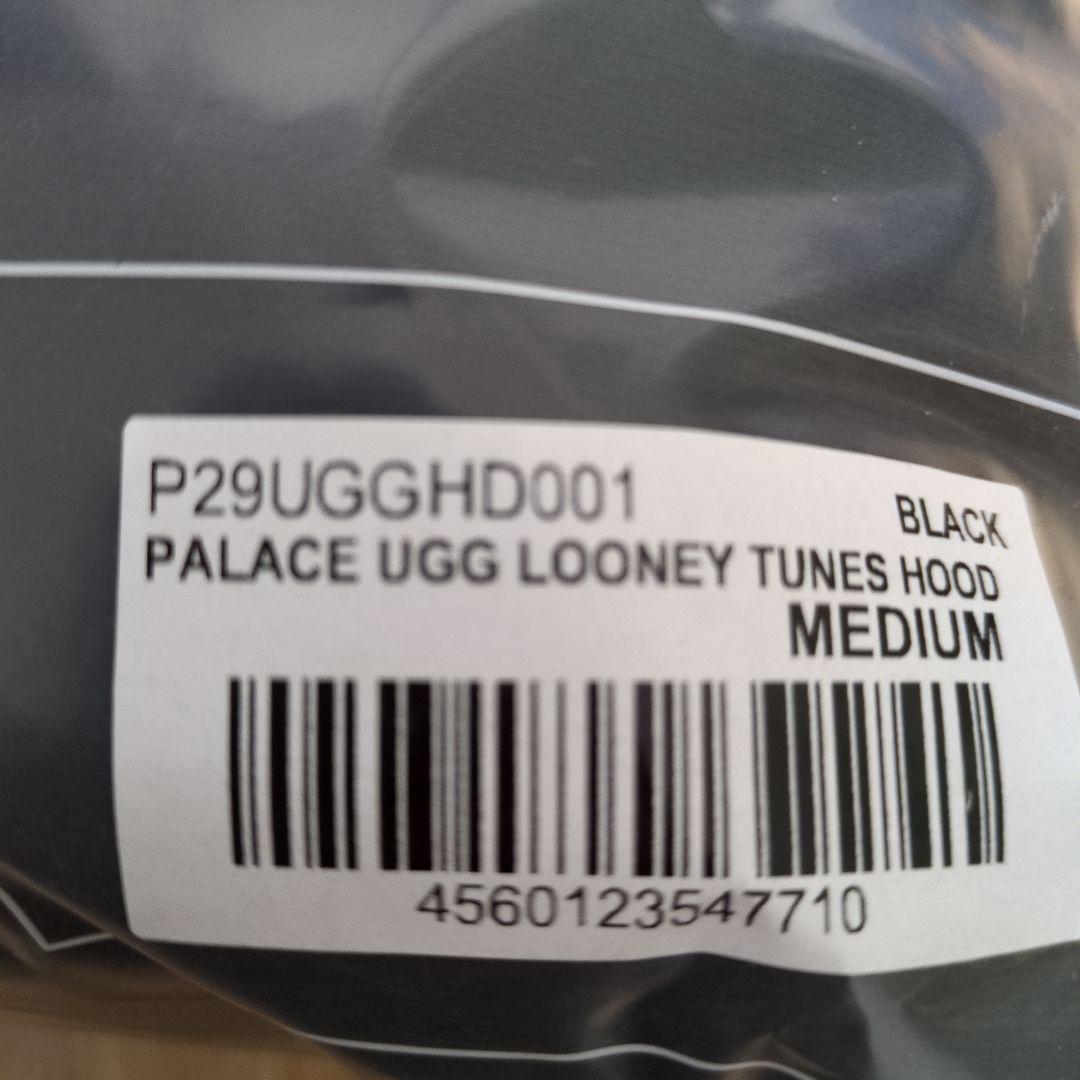 P29UGGHD001
BLACK
PALACE UGG LOONEY TUNES HOOD
MEDIUM
4560123547710